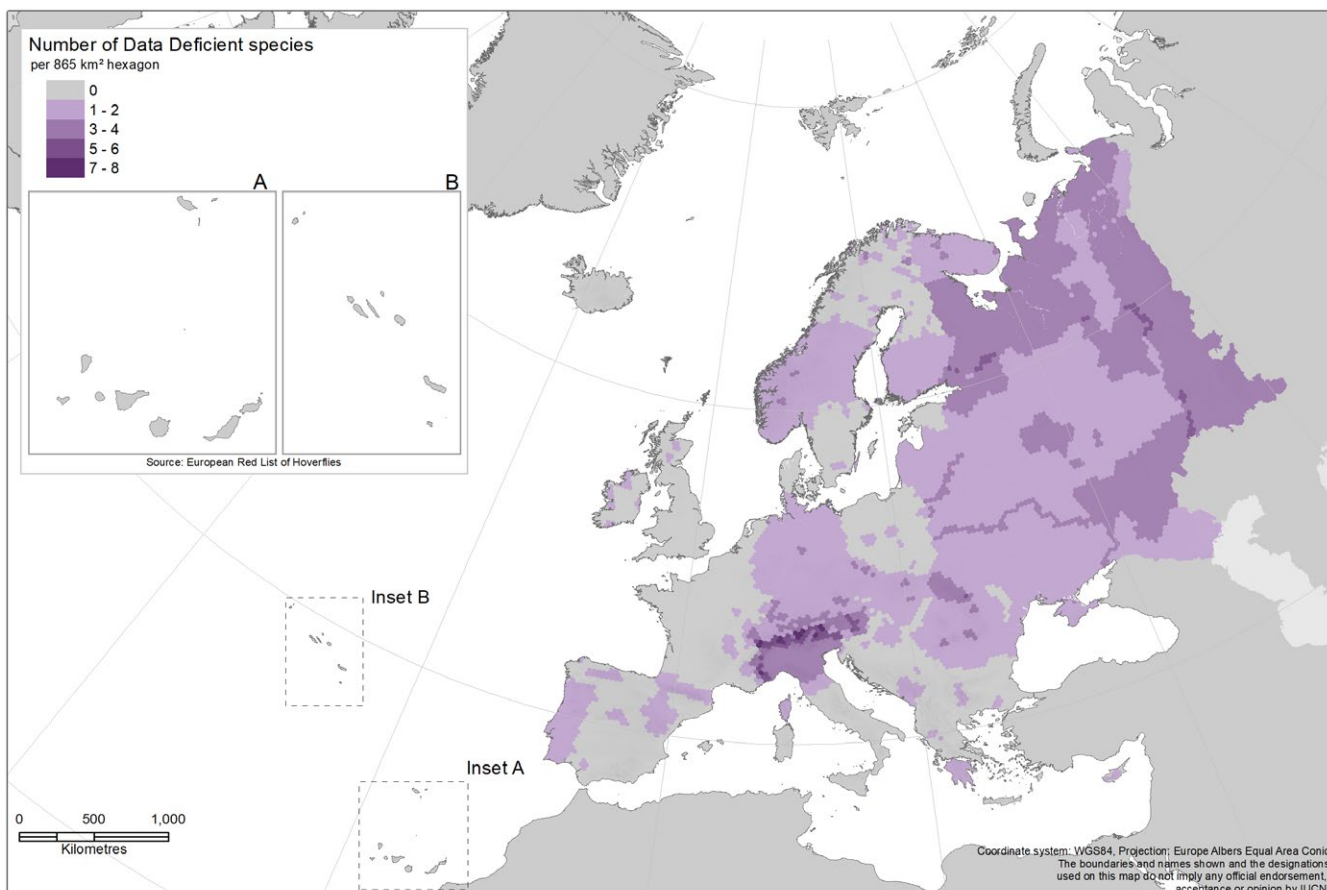 Number of Data Deficient species
per 865 km² hexagon
0
1 - 2
3 - 4
5 - 6
7 - 8
A
B
Source: European Red List of Hoverflies
Inset B
Inset A
0 500 1,000
Kilometres
Coordinate system: WGS84, Projection: Europe Albers Equal Area Conic
The boundaries and names shown and the designations
used on this map do not imply any official endorsement,
acceptance or opinion by IUCN